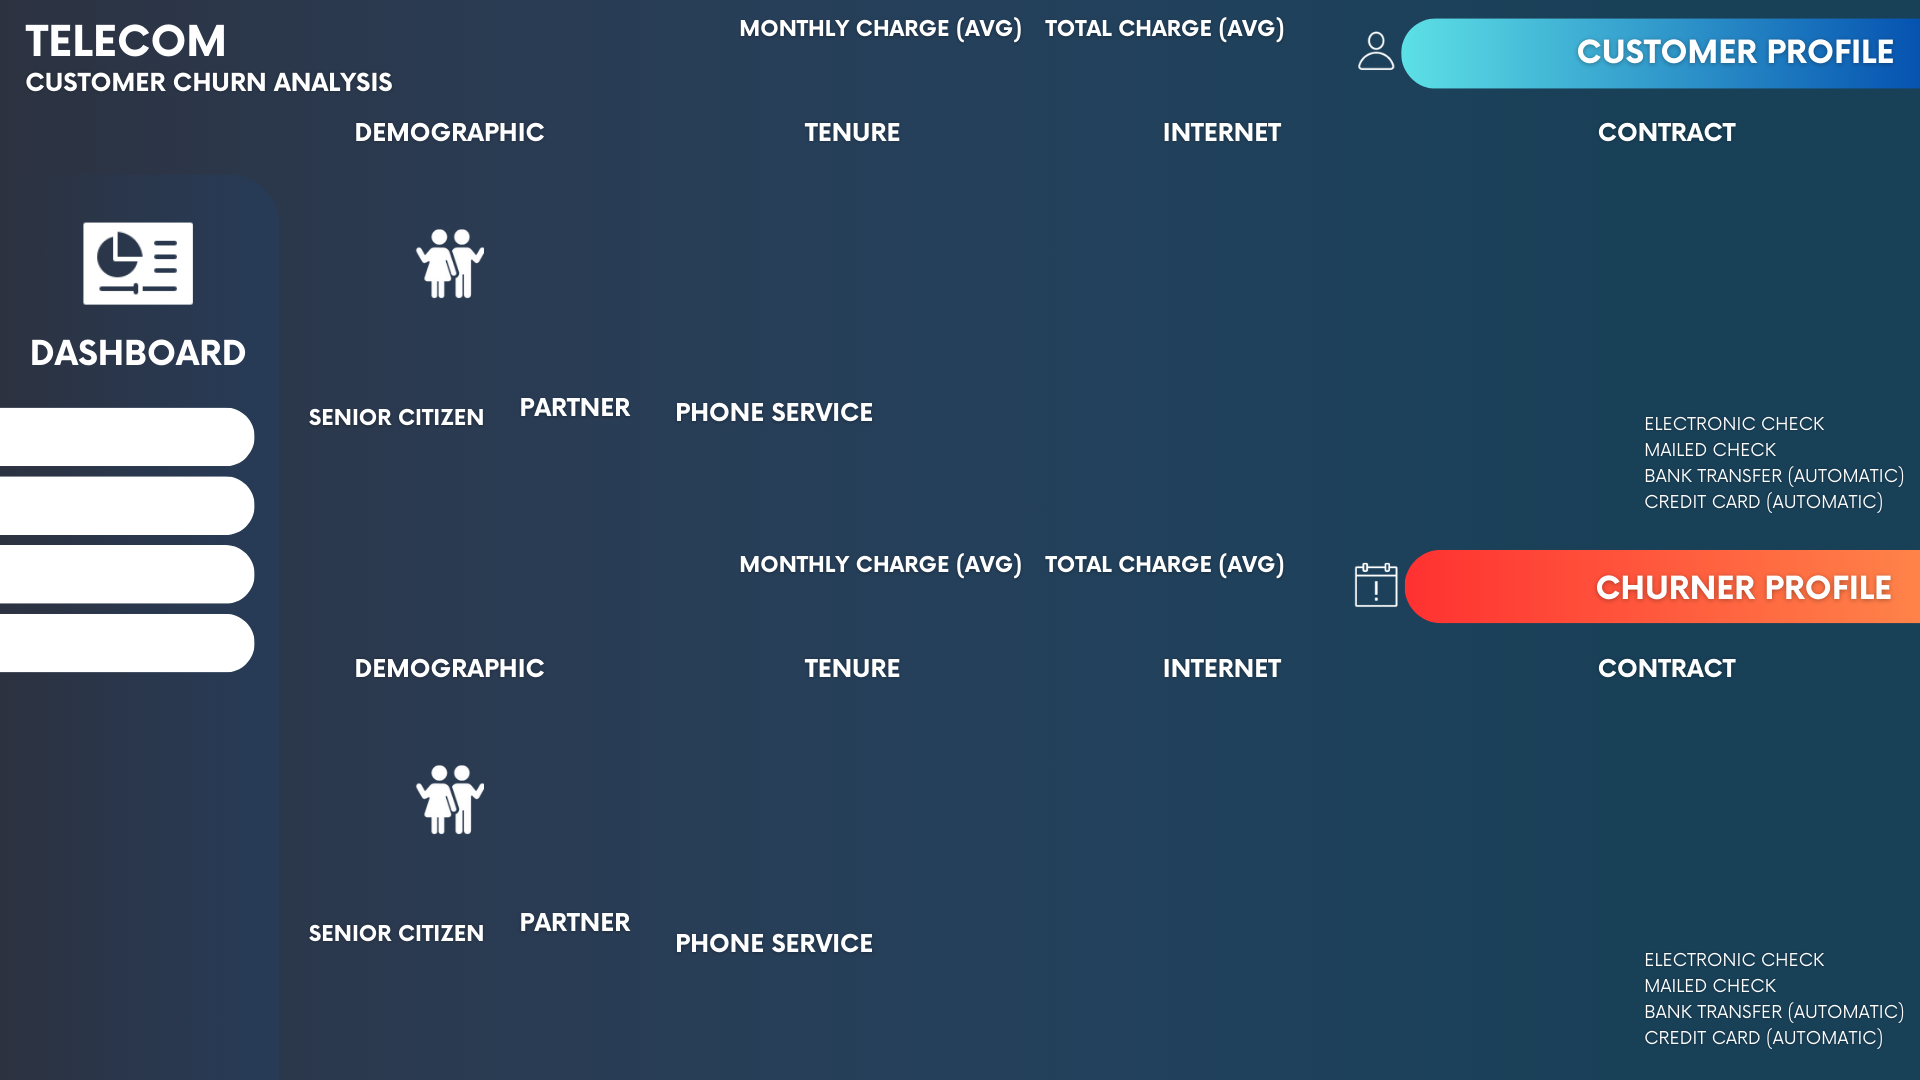 TELECOM
CUSTOMER CHURN ANALYSIS
MONTHLY CHARGE (AVG)
TOTAL CHARGE (AVG)
CUSTOMER PROFILE
DEMOGRAPHIC
TENURE
INTERNET
CONTRACT
DASHBOARD
SENIOR CITIZEN
PARTNER
PHONE SERVICE
ELECTRONIC CHECK
MAILED CHECK
BANK TRANSFER (AUTOMATIC)
CREDIT CARD (AUTOMATIC)
MONTHLY CHARGE (AVG)
TOTAL CHARGE (AVG)
CHURNER PROFILE
DEMOGRAPHIC
TENURE
INTERNET
CONTRACT
SENIOR CITIZEN
PARTNER
PHONE SERVICE
ELECTRONIC CHECK
MAILED CHECK
BANK TRANSFER (AUTOMATIC)
CREDIT CARD (AUTOMATIC)